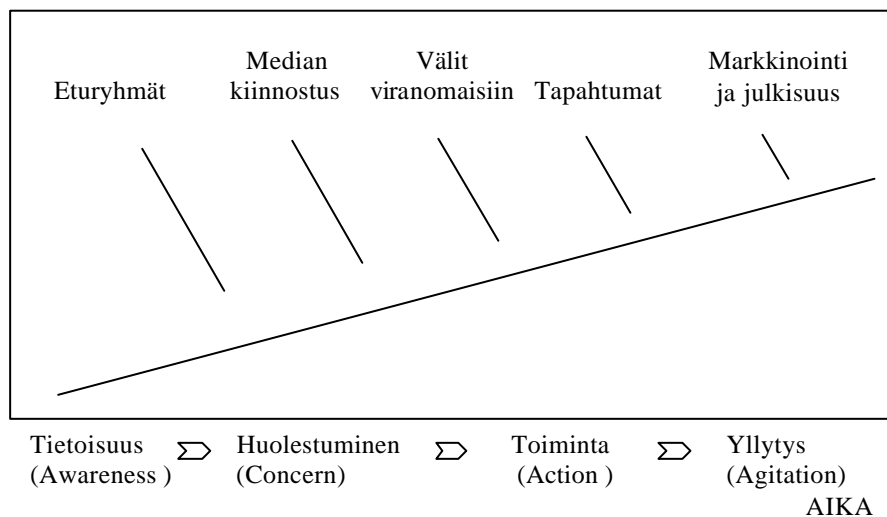 Eturyhmät
Median
kiinnostus
Välit
viranomaisiin
Tapahtumat
Markkinointi
ja julkisuus
Tietoisuus
(Awareness )
Huolestuminen
(Concern)
Toiminta
(Action )
Yllytys
(Agitation)
AIKA